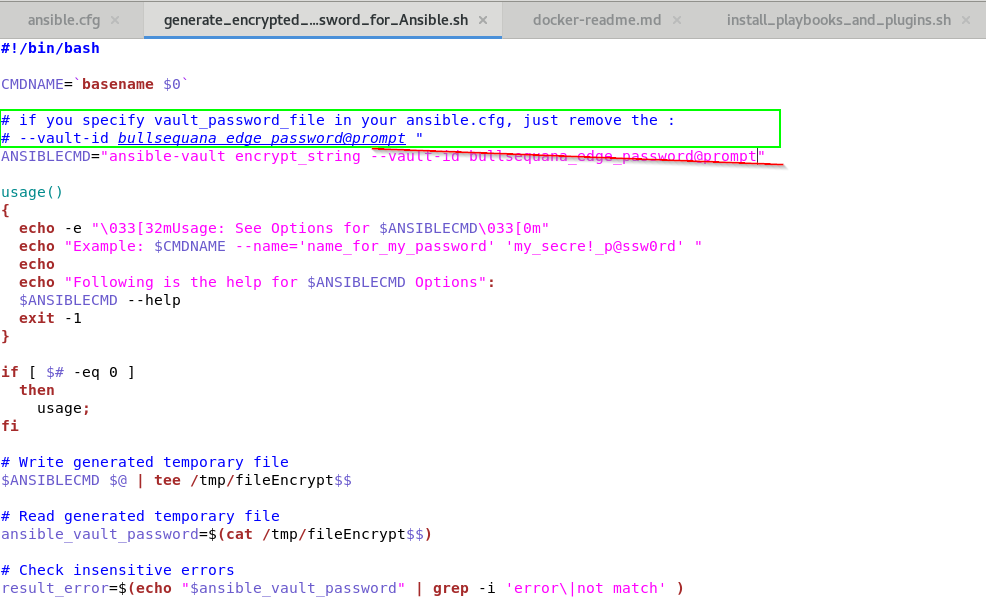 ansible.cfg × generate_encrypted_...sword_for_Ansible.sh × docker-readme.md × install_playbooks_and_plugins.sh ×
#!/bin/bash
CMDNAME=`basename $0`
# if you specify vault_password_file in your ansible.cfg, just remove the :
# --vault-id bullsequana_edge_password@prompt "
ANSIBLECMD="ansible-vault encrypt_string --vault-id bullsequana_edge_password@prompt"
usage()
{
  echo -e "\033[32mUsage: See Options for $ANSIBLECMD\033[0m"
  echo "Example: $CMDNAME --name='name_for_my_password' 'my_secre!_p@ssw0rd' "
  echo
  echo "Following is the help for $ANSIBLECMD Options":
  $ANSIBLECMD --help
  exit -1
}
if [ $# -eq 0 ]
  then
    usage;
fi
# Write generated temporary file
$ANSIBLECMD $@ | tee /tmp/fileEncrypt$$
# Read generated temporary file
ansible_vault_password=$(cat /tmp/fileEncrypt$$)
# Check insensitive errors
result_error=$(echo "$ansible_vault_password" | grep -i 'error\|not match' )